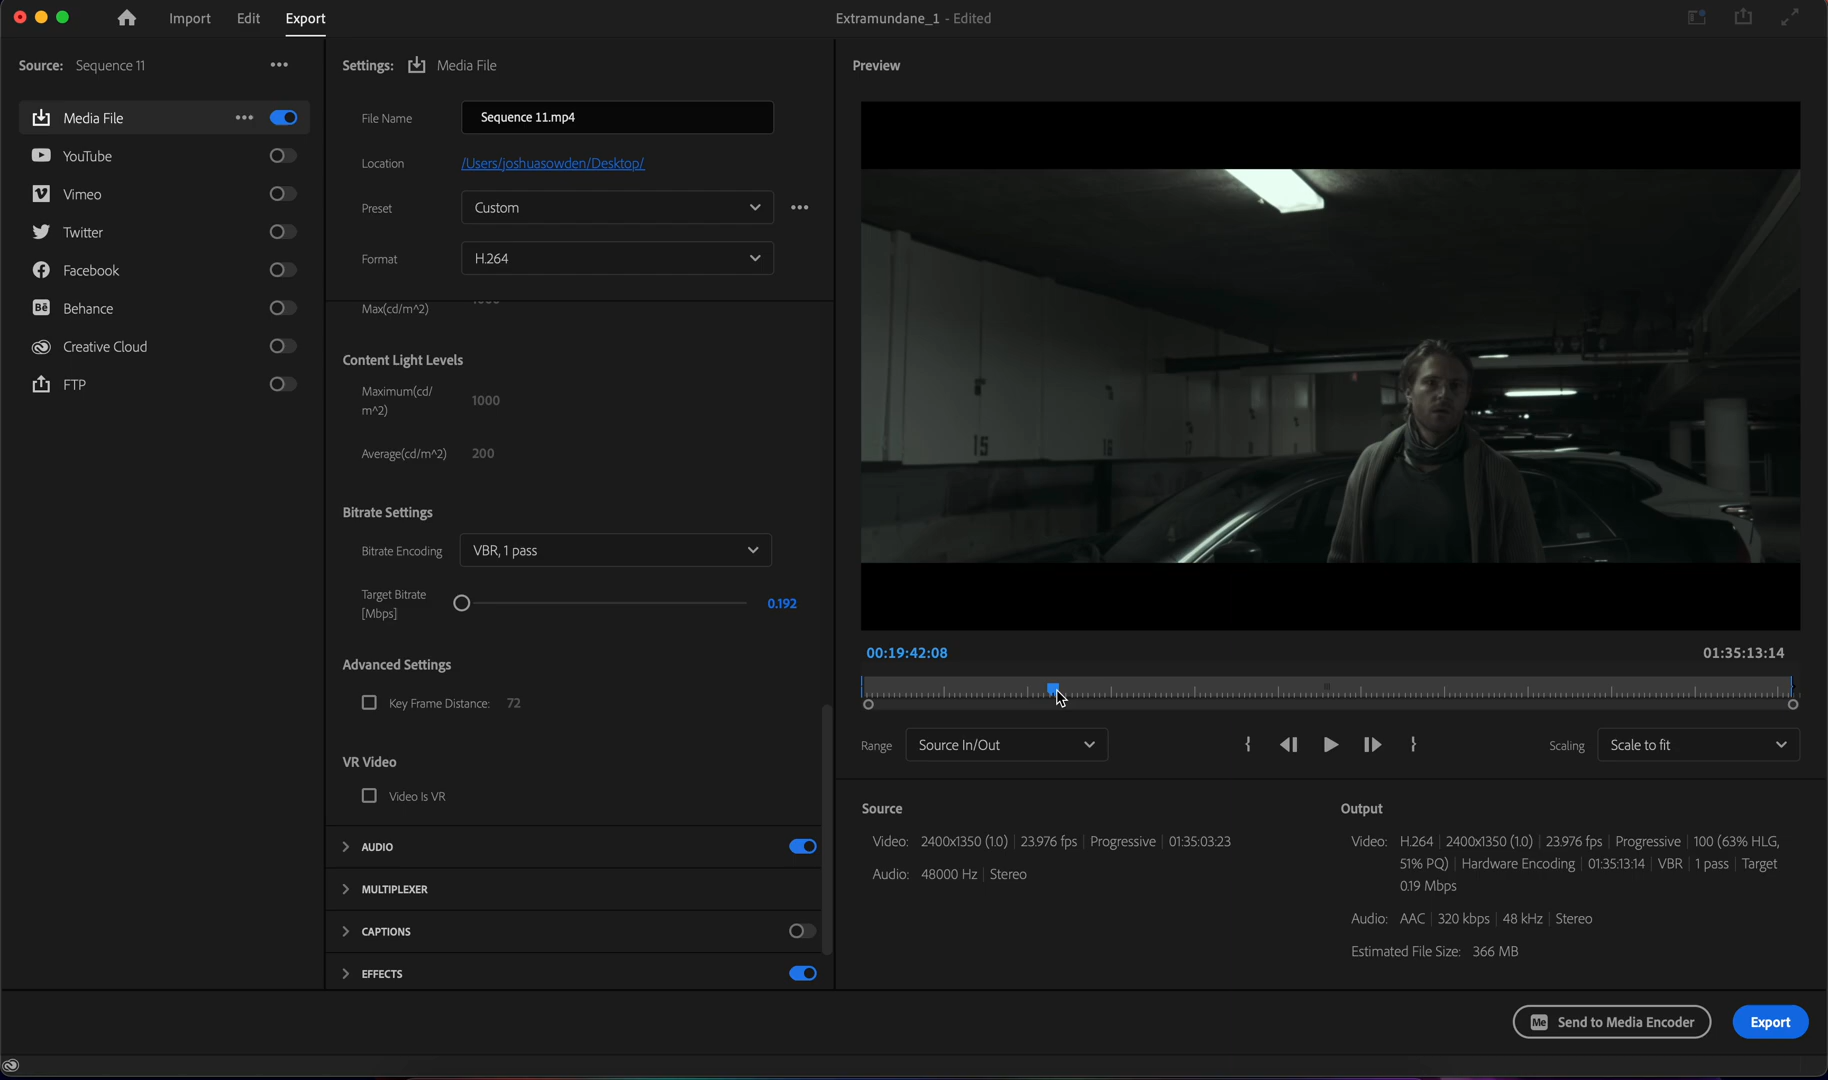 Import Edit Export
Extramundane_1 - Edited
Source: Sequence 11
Media File
YouTube
Vimeo
Twitter
Facebook
Behance
Creative Cloud
FTP
Settings: Media File
File Name Sequence 11.mp4
Location /Users/joshuasowden/Desktop/
Preset Custom
Format H.264
Max(cd/m^2) 1000
Content Light Levels
Maximum(cd/
m^2) 1000
Average(cd/m^2) 200
Bitrate Settings
Bitrate Encoding VBR, 1 pass
Target Bitrate
[Mbps] 0.192
Advanced Settings
Key Frame Distance: 72
VR Video
Video Is VR
AUDIO
MULTIPLEXER
CAPTIONS
EFFECTS
Preview
15
00:19:42:08 01:35:13:14
Range Source In/Out
Scaling Scale to fit
Source
Video: 2400x1350 (1.0) 23.976 fps Progressive 01:35:03:23
Audio: 48000 Hz Stereo
Output
Video: H.264 2400x1350 (1.0) 23.976 fps Progressive 100 (63% HLG,
51% PQ) Hardware Encoding 01:35:13:14 VBR 1 pass Target
0.19 Mbps
Audio: AAC 320 kbps 48 kHz Stereo
Estimated File Size: 366 MB
Me Send to Media Encoder
Export